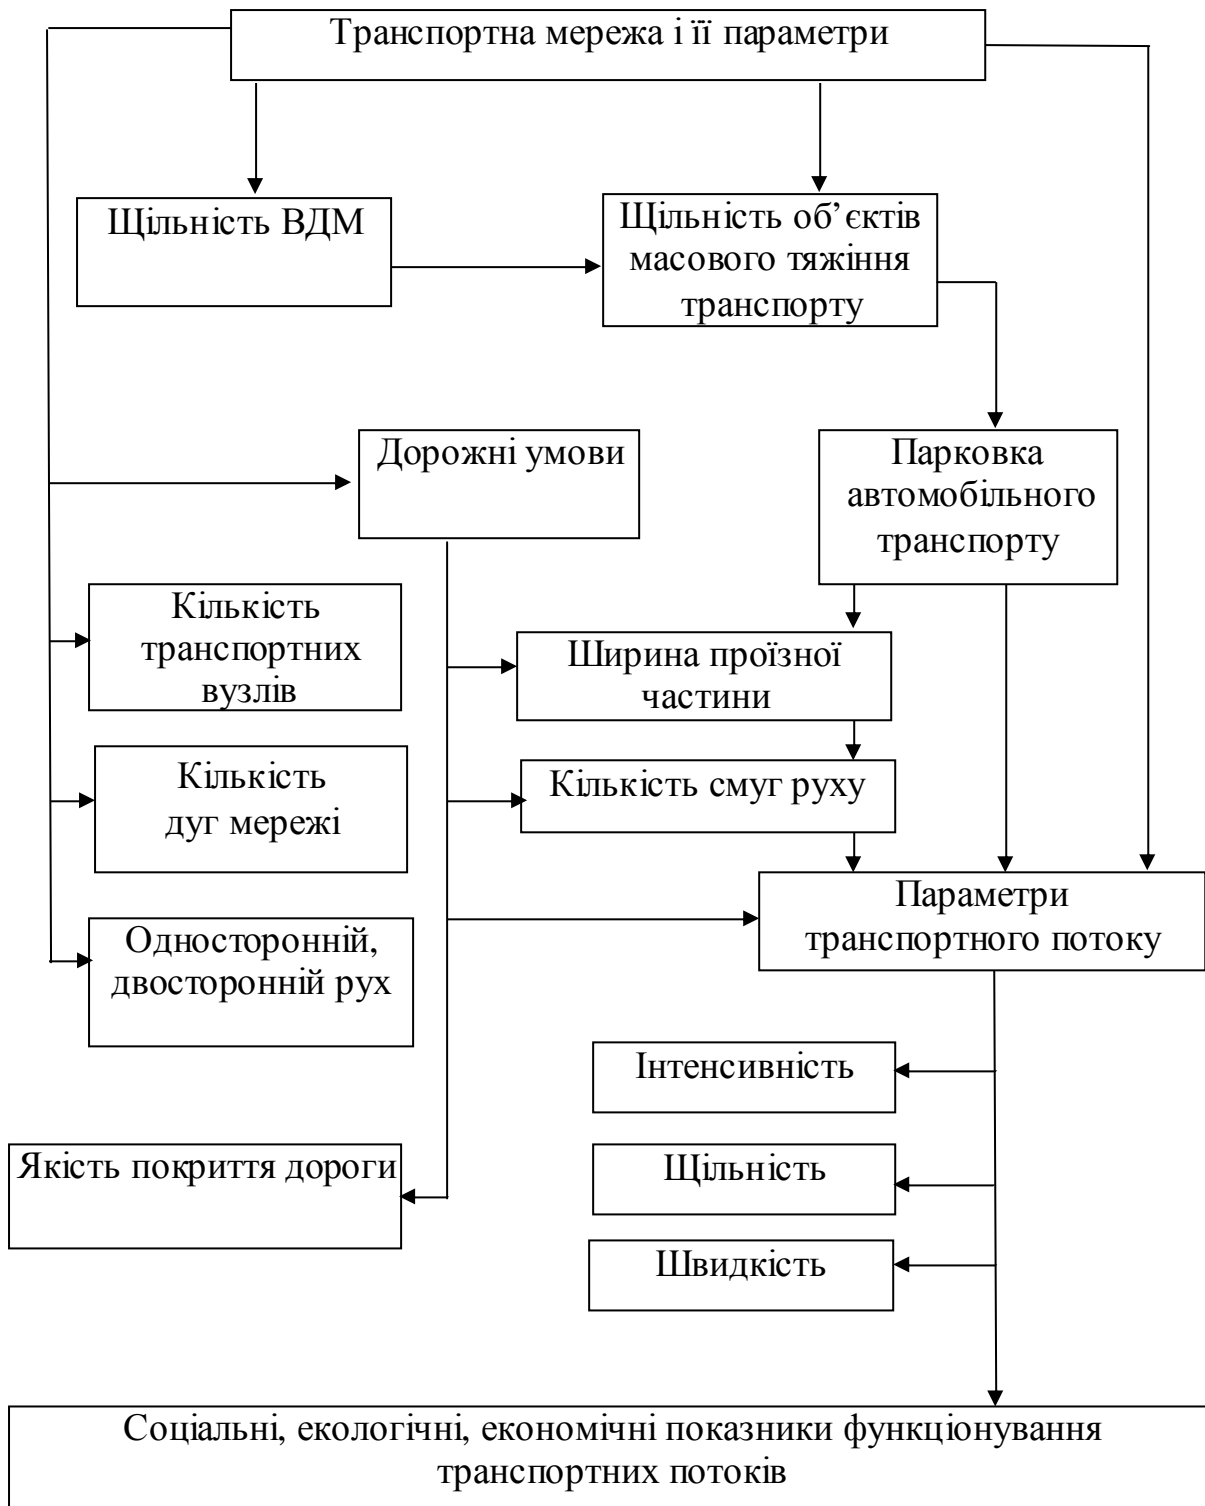 Транспортна мережа і її параметри
Щільність ВДМ
Щільність об’єктів
масового тяжіння
транспорту
Дорожні умови
Парковка
автомобільного
транспорту
Кількість
транспортних
вузлів
Ширина проїзної
частини
Кількість
дуг мережі
Кількість смуг руху
Параметри
транспортного потоку
Односторонній,
двосторонній рух
Інтенсивність
Якість покриття дороги
Щільність
Швидкість
Соціальні, екологічні, економічні показники функціонування
транспортних потоків